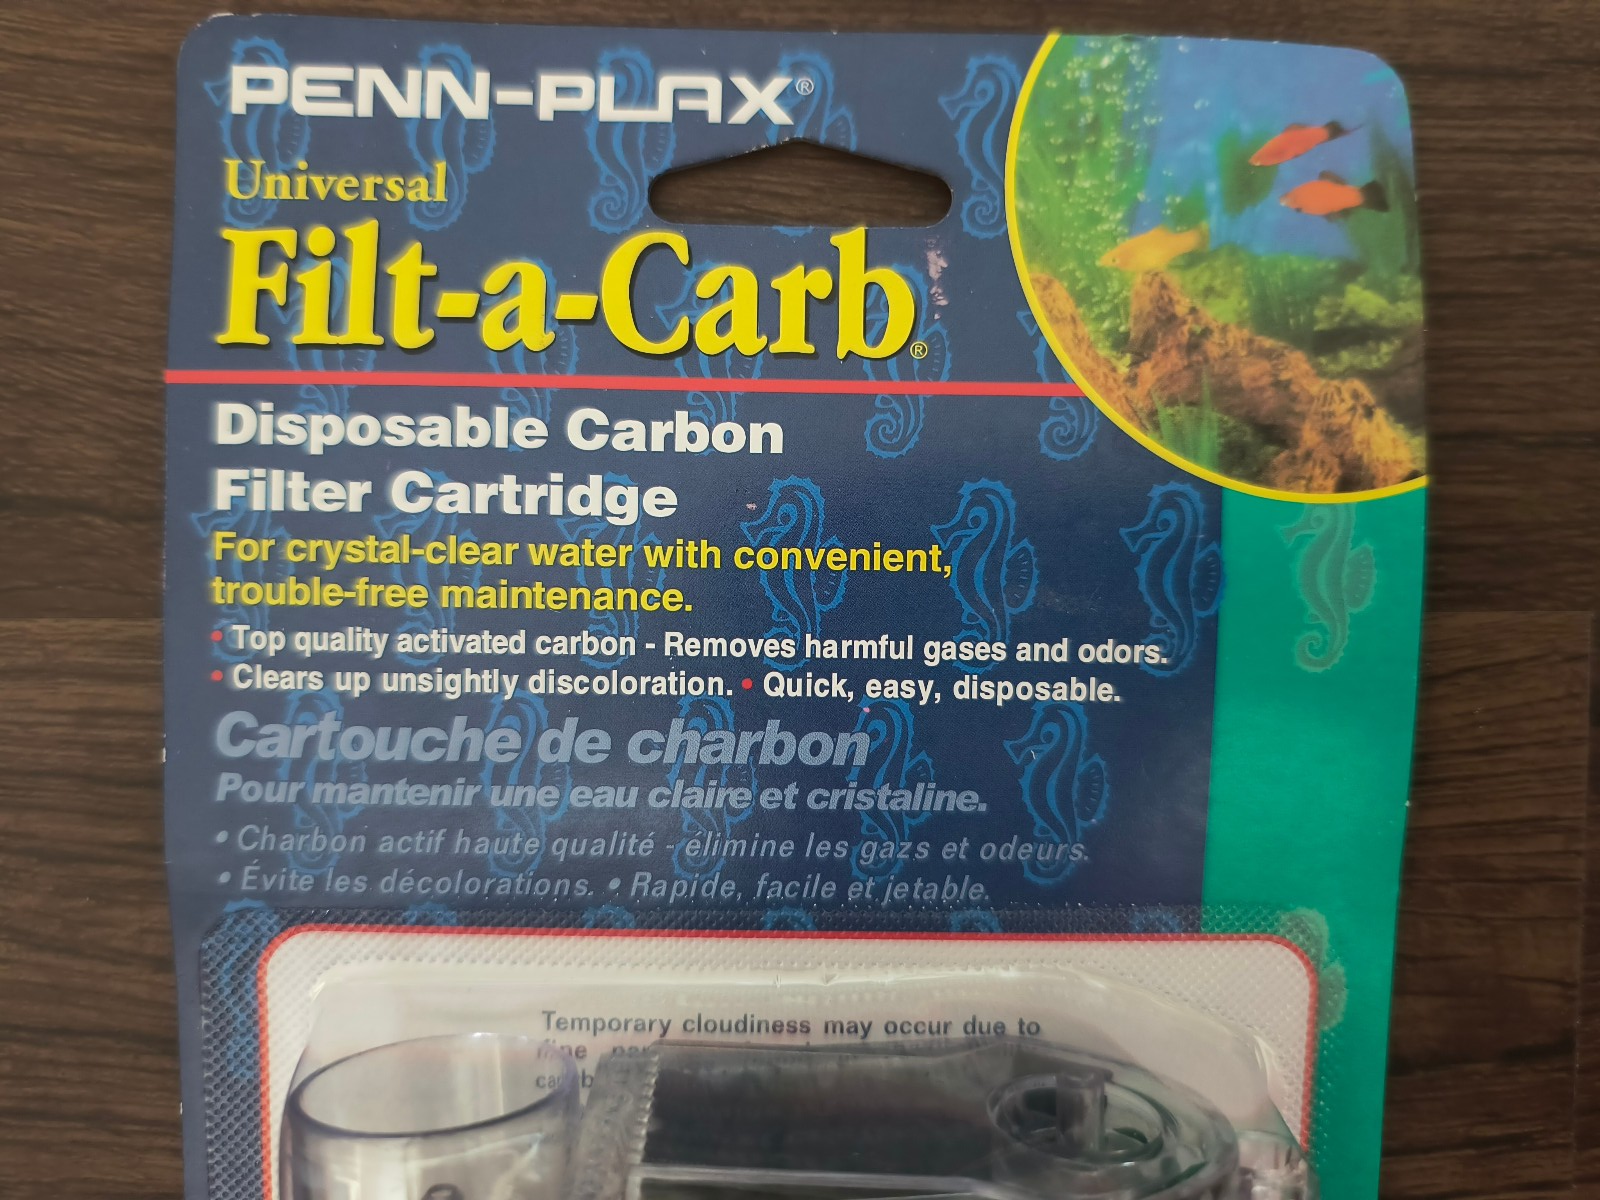 PENN-PLAX®
Universal
Filt-a-Carb®
Disposable Carbon
Filter Cartridge
For crystal-clear water with convenient,
trouble-free maintenance.
• Top quality activated carbon - Removes harmful gases and odors.
• Clears up unsightly discoloration. • Quick, easy, disposable.
Cartouche de charbon
Pour mantenir une eau claire et cristaline.
• Charbon actif haute qualité - élimine les gazs et odeurs.
• Évite les décolorations. • Rapide, facile et jetable.
Temporary cloudiness may occur due to
fine